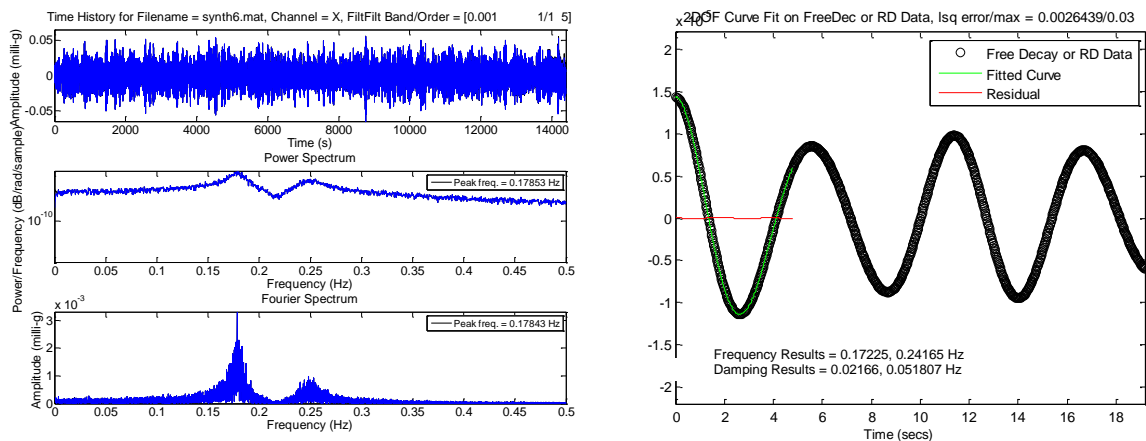 Time History for Filename = synth6.mat, Channel = X, FiltFilt Band/Order = [0.001 1/1 5]
Amplitude (milli-g)
0.05
0
-0.05
0 2000 4000 6000 8000 10000 12000 14000
Time (s)
Power Spectrum
Power/Frequency (dB/rad/sample)
Peak freq. = 0.17853 Hz
10^-10
0 0.05 0.1 0.15 0.2 0.25 0.3 0.35 0.4 0.45 0.5
Frequency (Hz)
Fourier Spectrum
x 10^-3
Amplitude (milli-g)
Peak freq. = 0.17843 Hz
3
2
1
0
0 0.05 0.1 0.15 0.2 0.25 0.3 0.35 0.4 0.45 0.5
Frequency (Hz)
2DOF Curve Fit on FreeDec or RD Data, lsq error/max = 0.0026439/0.03
x 10^-5
Free Decay or RD Data
Fitted Curve
Residual
2
1.5
1
0.5
0
-0.5
-1
-1.5
-2
Frequency Results = 0.17225, 0.24165 Hz
Damping Results = 0.02166, 0.051807 Hz
0 2 4 6 8 10 12 14 16 18
Time (secs)